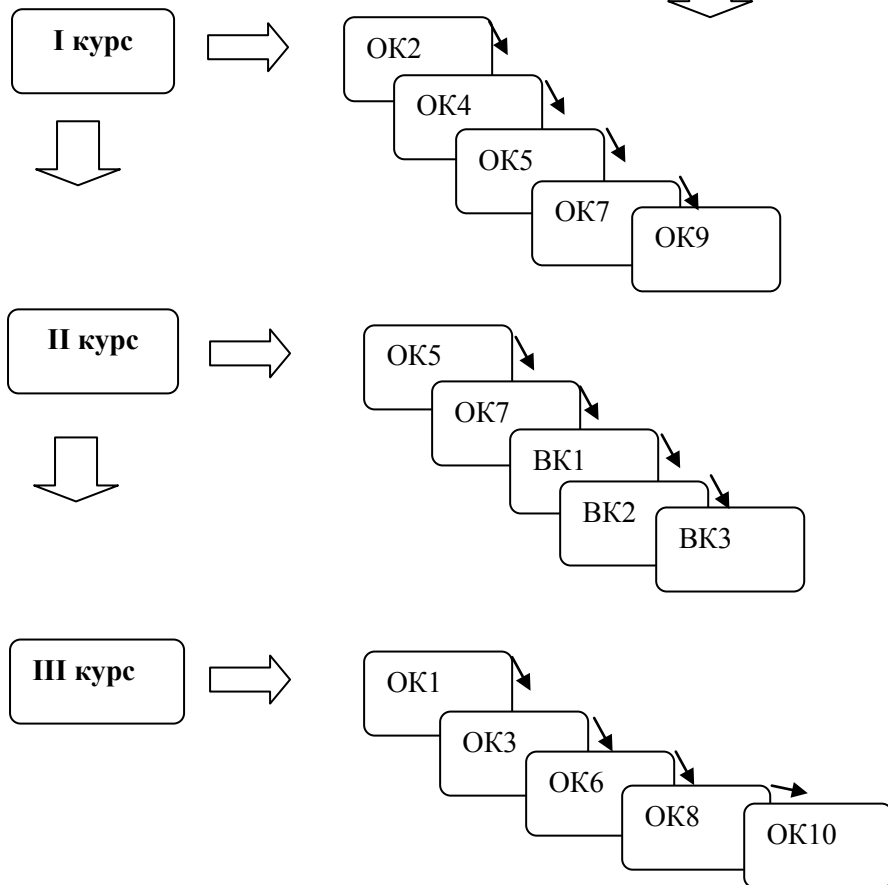 I курс
ОК2
ОК4
ОК5
ОК7
ОК9
II курс
ОК5
ОК7
ВК1
ВК2
ВК3
III курс
ОК1
ОК3
ОК6
ОК8
ОК10